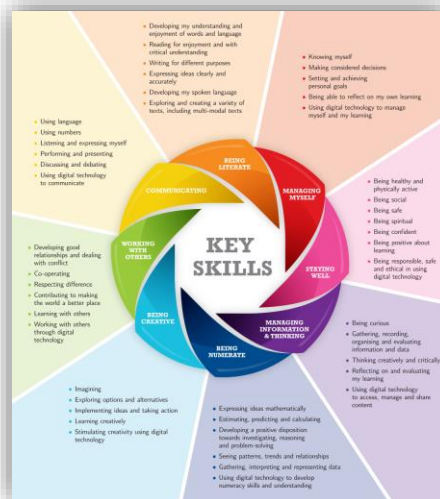 Developing my understanding and
enjoyment of words and language
Reading for enjoyment and with
critical understanding
Writing for different purposes
Expressing ideas clearly and
accurately
Developing my spoken language
Exploring and creating a variety of
texts, including multi-modal texts
Knowing myself
Making considered decisions
Setting and achieving
personal goals
Being able to reflect on my own learning
Using digital technology to manage
myself and my learning
Using language
Using numbers
Listening and expressing myself
Performing and presenting
Discussing and debating
Using digital technology
to communicate
BEING
LITERATE
MANAGING
MYSELF
COMMUNICATING
Being healthy and
physically active
Being social
Being safe
Being spiritual
Being confident
Being positive about
learning
Being responsible, safe
and ethical in using
digital technology
WORKING
WITH
OTHERS
KEY
SKILLS
STAYING
WELL
Developing good
relationships and dealing
with conflict
Co-operating
Respecting difference
Contributing to making
the world a better place
Learning with others
Working with others
through digital
technology
BEING
CREATIVE
BEING
NUMERATE
MANAGING
INFORMATION
& THINKING
Being curious
Gathering, recording,
organising and evaluating
information and data
Thinking creatively and critically
Reflecting on and evaluating
my learning
Using digital technology
to access, manage and share
content
Imagining
Exploring options and alternatives
Implementing ideas and taking action
Learning creatively
Stimulating creativity using digital
technology
Expressing ideas mathematically
Estimating, predicting and calculating
Developing a positive disposition
towards investigating, reasoning
and problem-solving
Seeing patterns, trends and relationships
Gathering, interpreting and representing data
Using digital technology to develop
numeracy skills and understanding